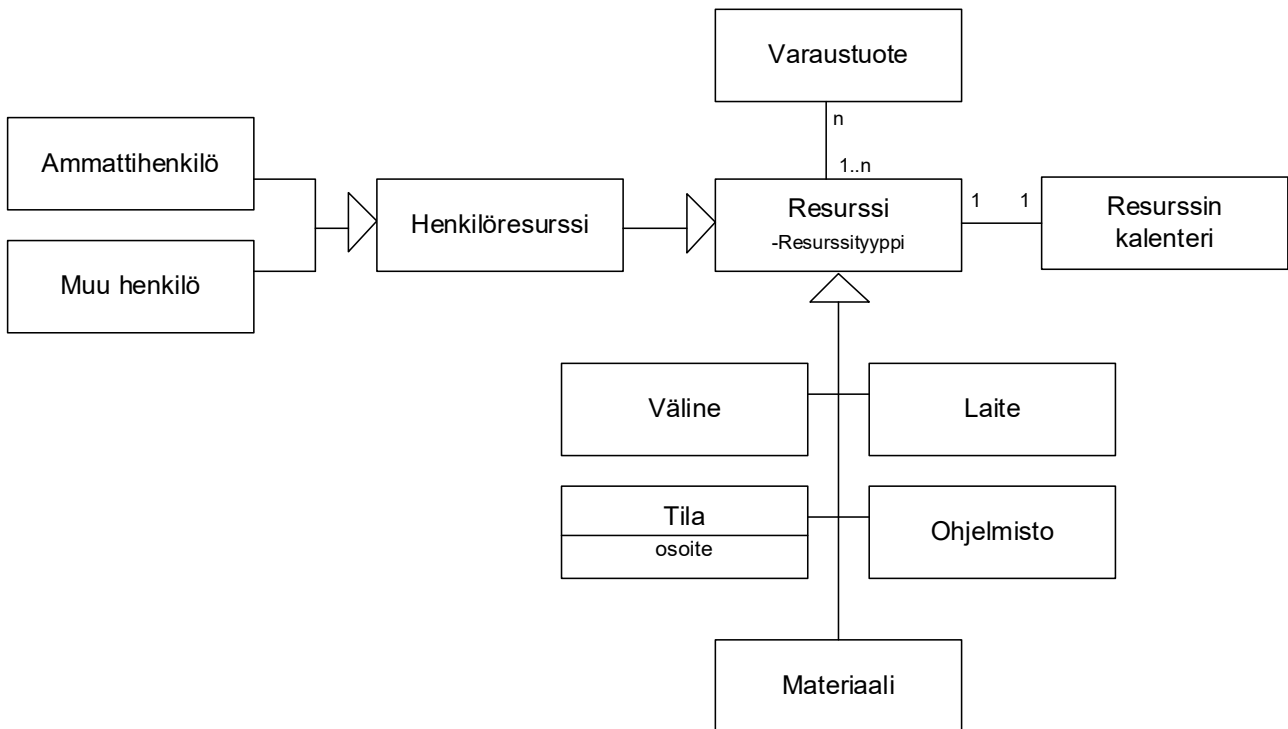 Varaustuote
n
1..n
Ammattihenkilö
Muu henkilö
Henkilöresurssi
Resurssi
-Resurssityyppi
1
1
Resurssin
kalenteri
Väline
Laite
Tila
osoite
Ohjelmisto
Materiaali